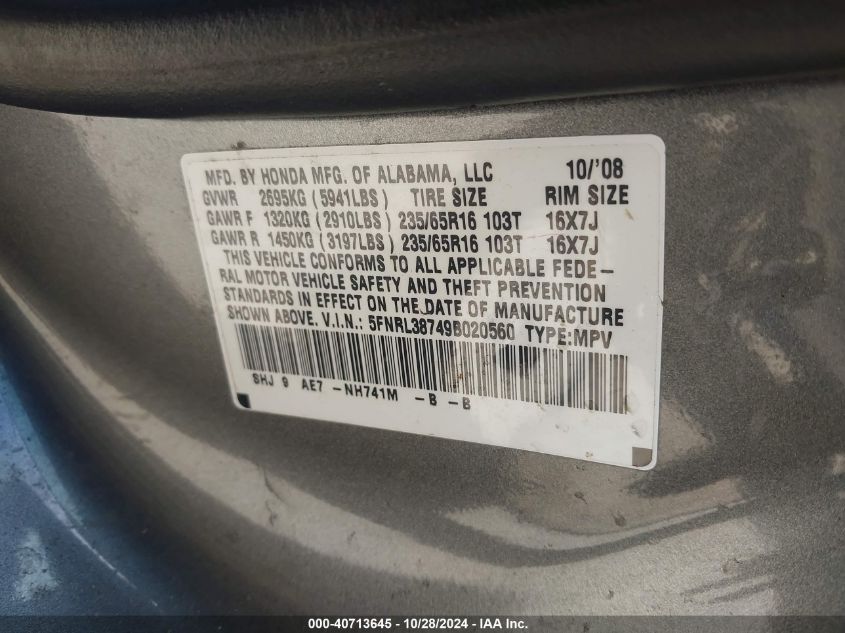 MFD. BY HONDA MFG. OF ALABAMA, LLC 10/'08
GVWR 2695KG (5941LBS) TIRE SIZE RIM SIZE
GAWR F 1320KG (2910LBS) 235/65R16 103T 16X7J
GAWR R 1450KG (3197LBS) 235/65R16 103T 16X7J
THIS VEHICLE CONFORMS TO ALL APPLICABLE FEDE-
RAL MOTOR VEHICLE SAFETY AND THEFT PREVENTION
STANDARDS IN EFFECT ON THE DATE OF MANUFACTURE
SHOWN ABOVE. V.I.N.: 5FNRL38749B020560 TYPE:MPV
SHJ 9 AE7 -NH741M -B -B
000-40713645 - 10/28/2024 - IAA Inc.